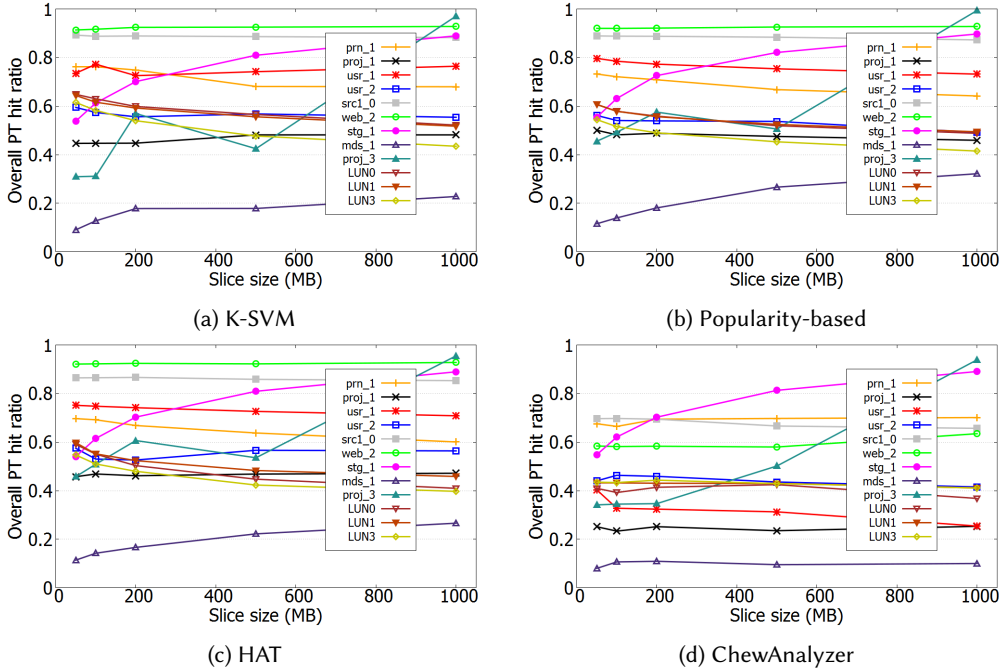 Overall PT hit ratio
1
0.8
0.6
0.4
0.2
0
0 200 400 600 800 1000
Slice size (MB)
prn_1
proj_1
usr_1
usr_2
src1_0
web_2
stg_1
mds_1
proj_3
LUN0
LUN1
LUN3
(a) K-SVM
Overall PT hit ratio
1
0.8
0.6
0.4
0.2
0
0 200 400 600 800 1000
Slice size (MB)
prn_1
proj_1
usr_1
usr_2
src1_0
web_2
stg_1
mds_1
proj_3
LUN0
LUN1
LUN3
(b) Popularity-based
Overall PT hit ratio
1
0.8
0.6
0.4
0.2
0
0 200 400 600 800 1000
Slice size (MB)
prn_1
proj_1
usr_1
usr_2
src1_0
web_2
stg_1
mds_1
proj_3
LUN0
LUN1
LUN3
(c) HAT
Overall PT hit ratio
1
0.8
0.6
0.4
0.2
0
0 200 400 600 800 1000
Slice size (MB)
prn_1
proj_1
usr_1
usr_2
src1_0
web_2
stg_1
mds_1
proj_3
LUN0
LUN1
LUN3
(d) ChewAnalyzer